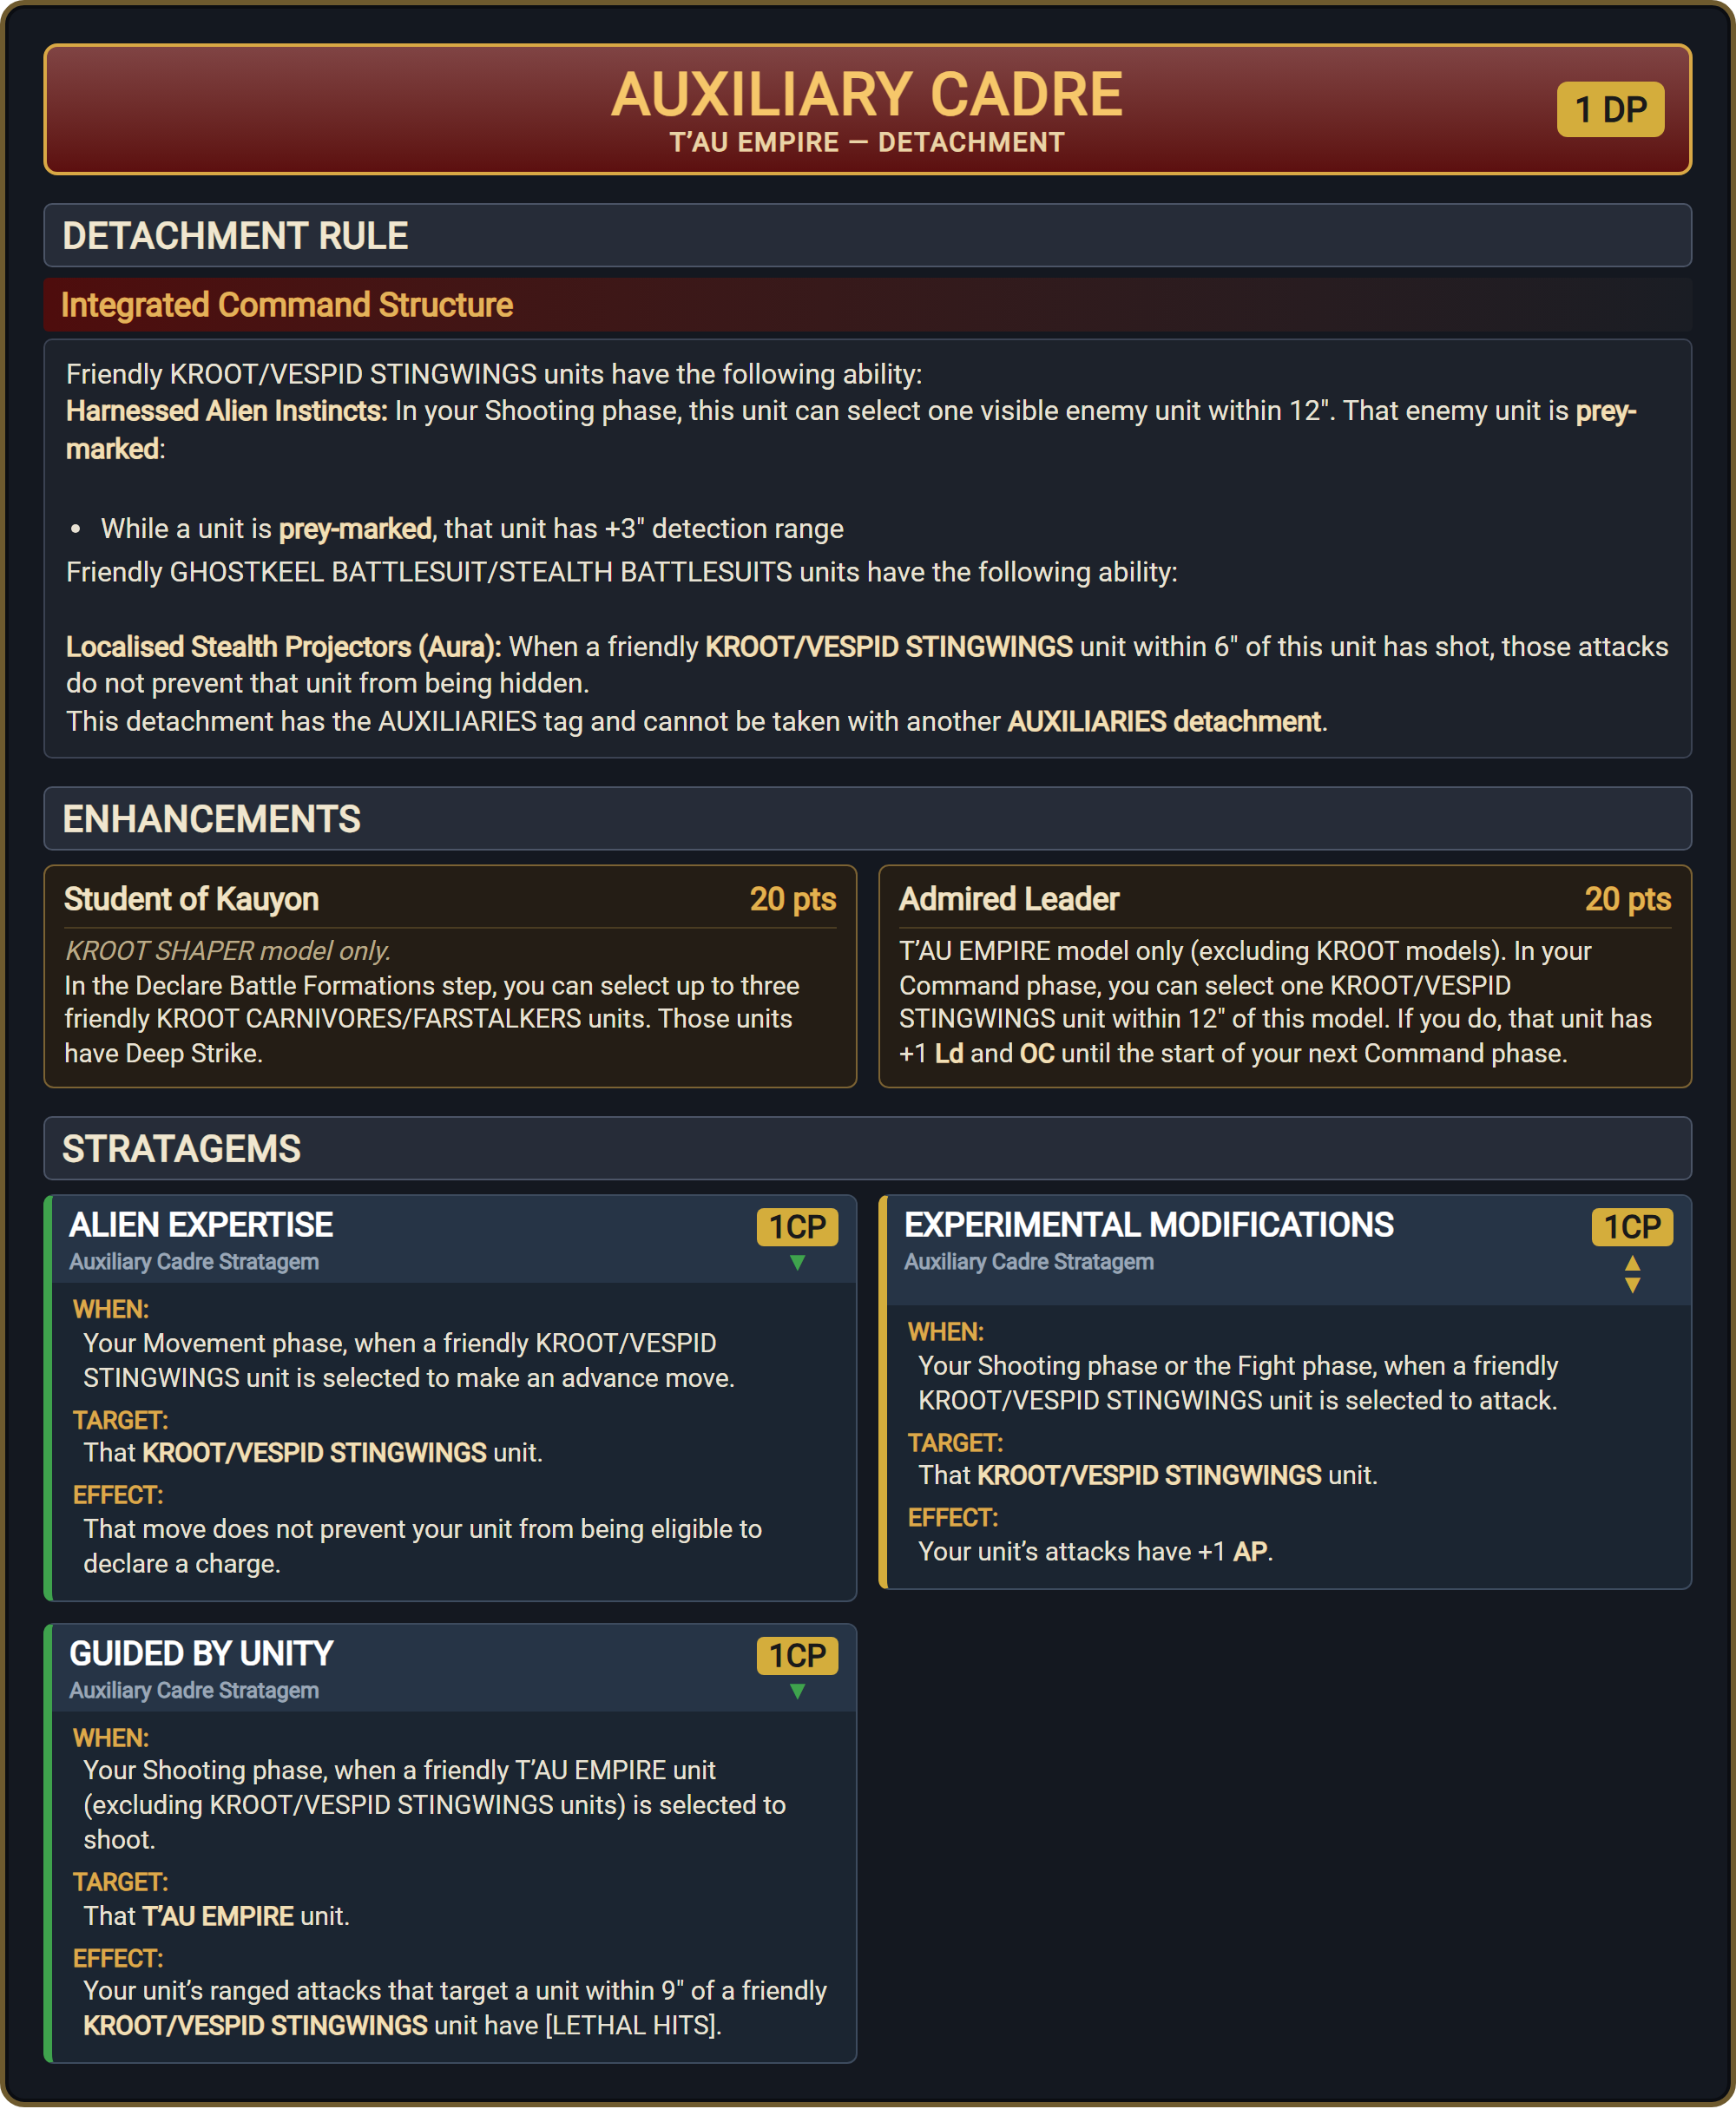 AUXILIARY CADRE
T’AU EMPIRE — DETACHMENT
1 DP
DETACHMENT RULE
Integrated Command Structure
Friendly KROOT/VESPID STINGWINGS units have the following ability:
Harnessed Alien Instincts: In your Shooting phase, this unit can select one visible enemy unit within 12". That enemy unit is prey-
marked:
• While a unit is prey-marked, that unit has +3" detection range
Friendly GHOSTKEEL BATTLESUIT/STEALTH BATTLESUITS units have the following ability:
Localised Stealth Projectors (Aura): When a friendly KROOT/VESPID STINGWINGS unit within 6" of this unit has shot, those attacks
do not prevent that unit from being hidden.
This detachment has the AUXILIARIES tag and cannot be taken with another AUXILIARIES detachment.
ENHANCEMENTS
Student of Kauyon 20 pts
KROOT SHAPER model only.
In the Declare Battle Formations step, you can select up to three
friendly KROOT CARNIVORES/FARSTALKERS units. Those units
have Deep Strike.
Admired Leader 20 pts
T’AU EMPIRE model only (excluding KROOT models). In your
Command phase, you can select one KROOT/VESPID
STINGWINGS unit within 12" of this model. If you do, that unit has
+1 Ld and OC until the start of your next Command phase.
STRATAGEMS
ALIEN EXPERTISE 1CP
Auxiliary Cadre Stratagem ▼
WHEN:
Your Movement phase, when a friendly KROOT/VESPID
STINGWINGS unit is selected to make an advance move.
TARGET:
That KROOT/VESPID STINGWINGS unit.
EFFECT:
That move does not prevent your unit from being eligible to
declare a charge.
EXPERIMENTAL MODIFICATIONS 1CP
Auxiliary Cadre Stratagem ▲
▼
WHEN:
Your Shooting phase or the Fight phase, when a friendly
KROOT/VESPID STINGWINGS unit is selected to attack.
TARGET:
That KROOT/VESPID STINGWINGS unit.
EFFECT:
Your unit’s attacks have +1 AP.
GUIDED BY UNITY 1CP
Auxiliary Cadre Stratagem ▼
WHEN:
Your Shooting phase, when a friendly T’AU EMPIRE unit
(excluding KROOT/VESPID STINGWINGS units) is selected to
shoot.
TARGET:
That T’AU EMPIRE unit.
EFFECT:
Your unit’s ranged attacks that target a unit within 9" of a friendly
KROOT/VESPID STINGWINGS unit have [LETHAL HITS].